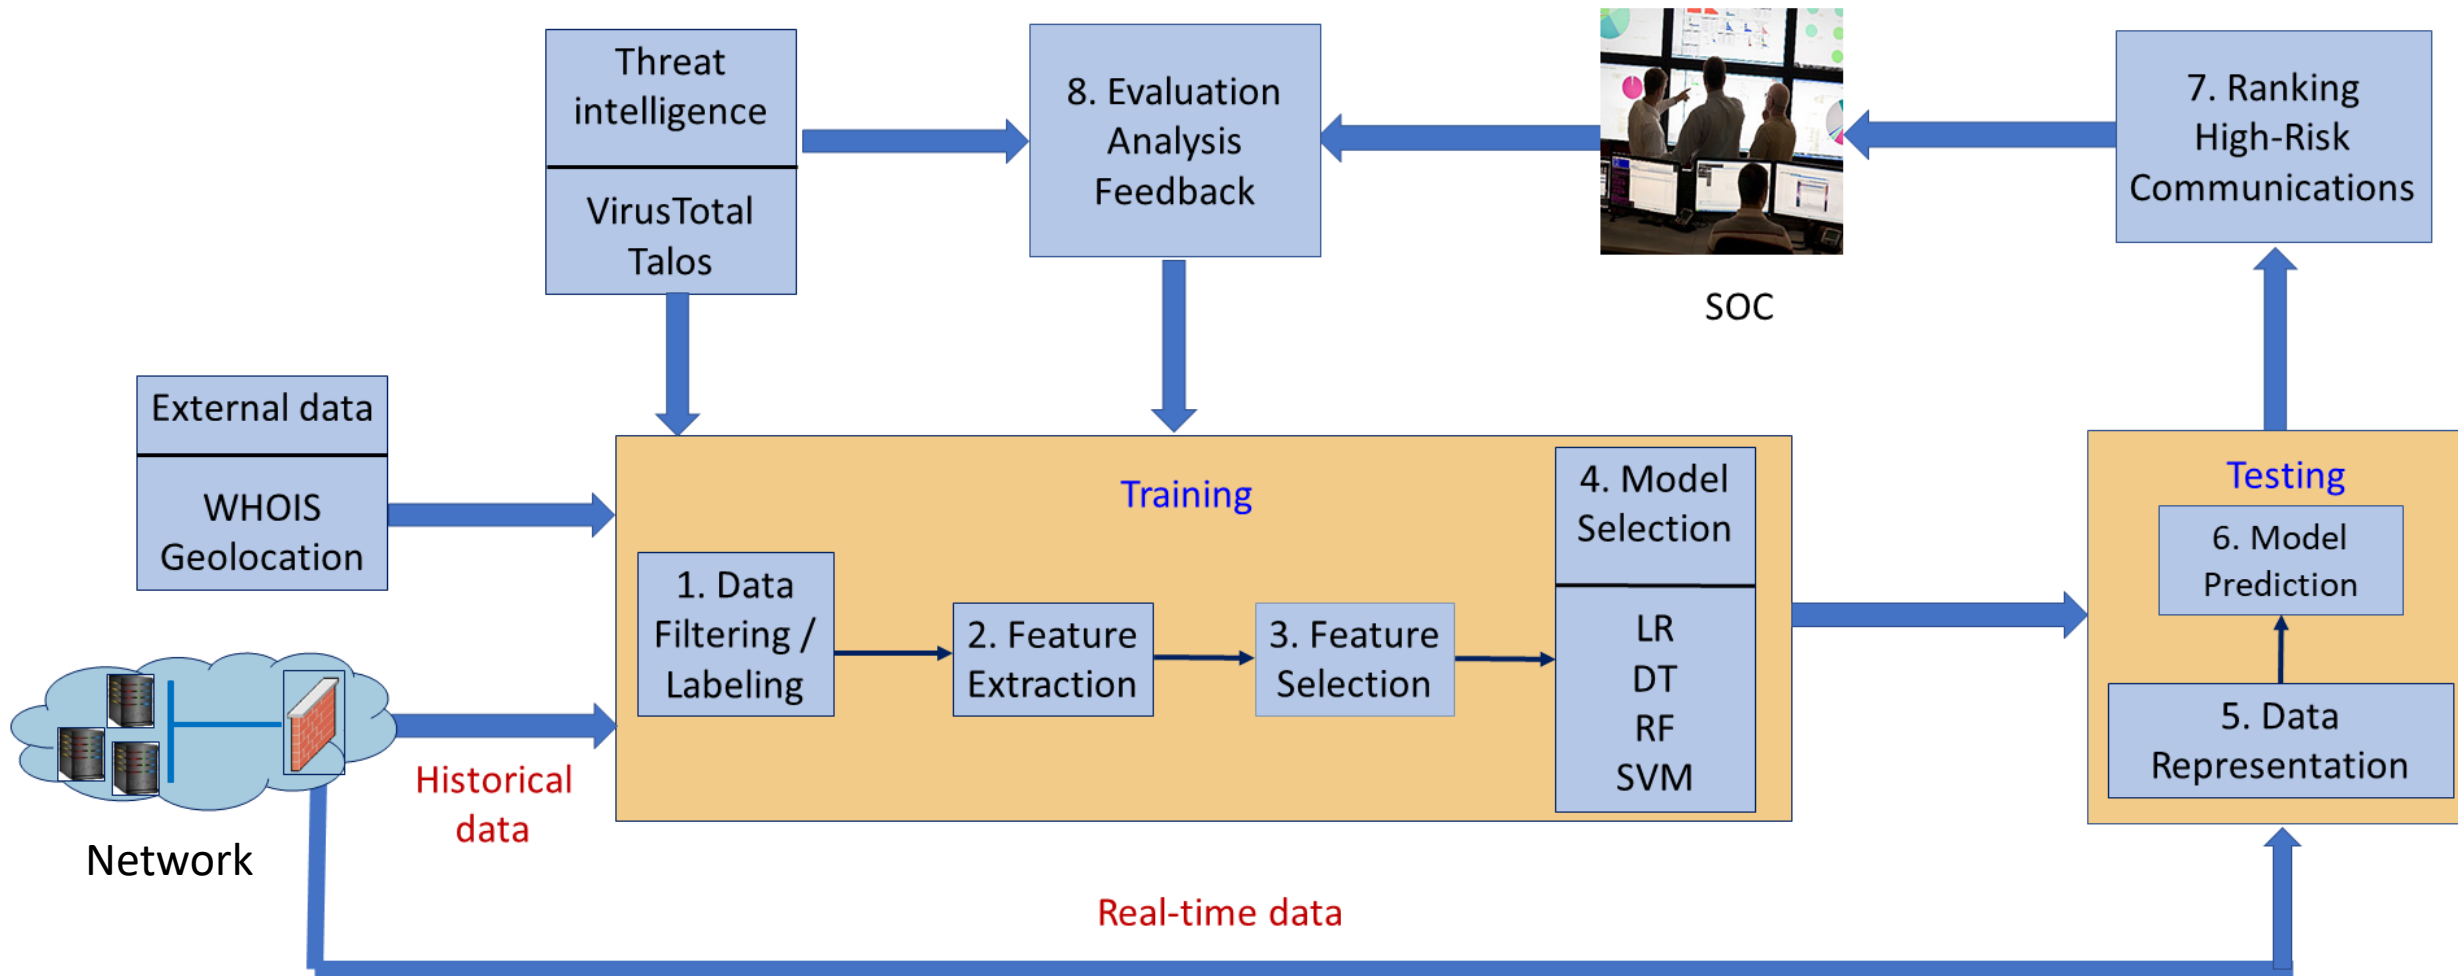 Threat
intelligence
VirusTotal
Talos
8. Evaluation
Analysis
Feedback
SOC
7. Ranking
High-Risk
Communications
External data
WHOIS
Geolocation
Training
1. Data
Filtering /
Labeling
2. Feature
Extraction
3. Feature
Selection
4. Model
Selection
LR
DT
RF
SVM
Testing
6. Model
Prediction
5. Data
Representation
Historical
data
Network
Real-time data